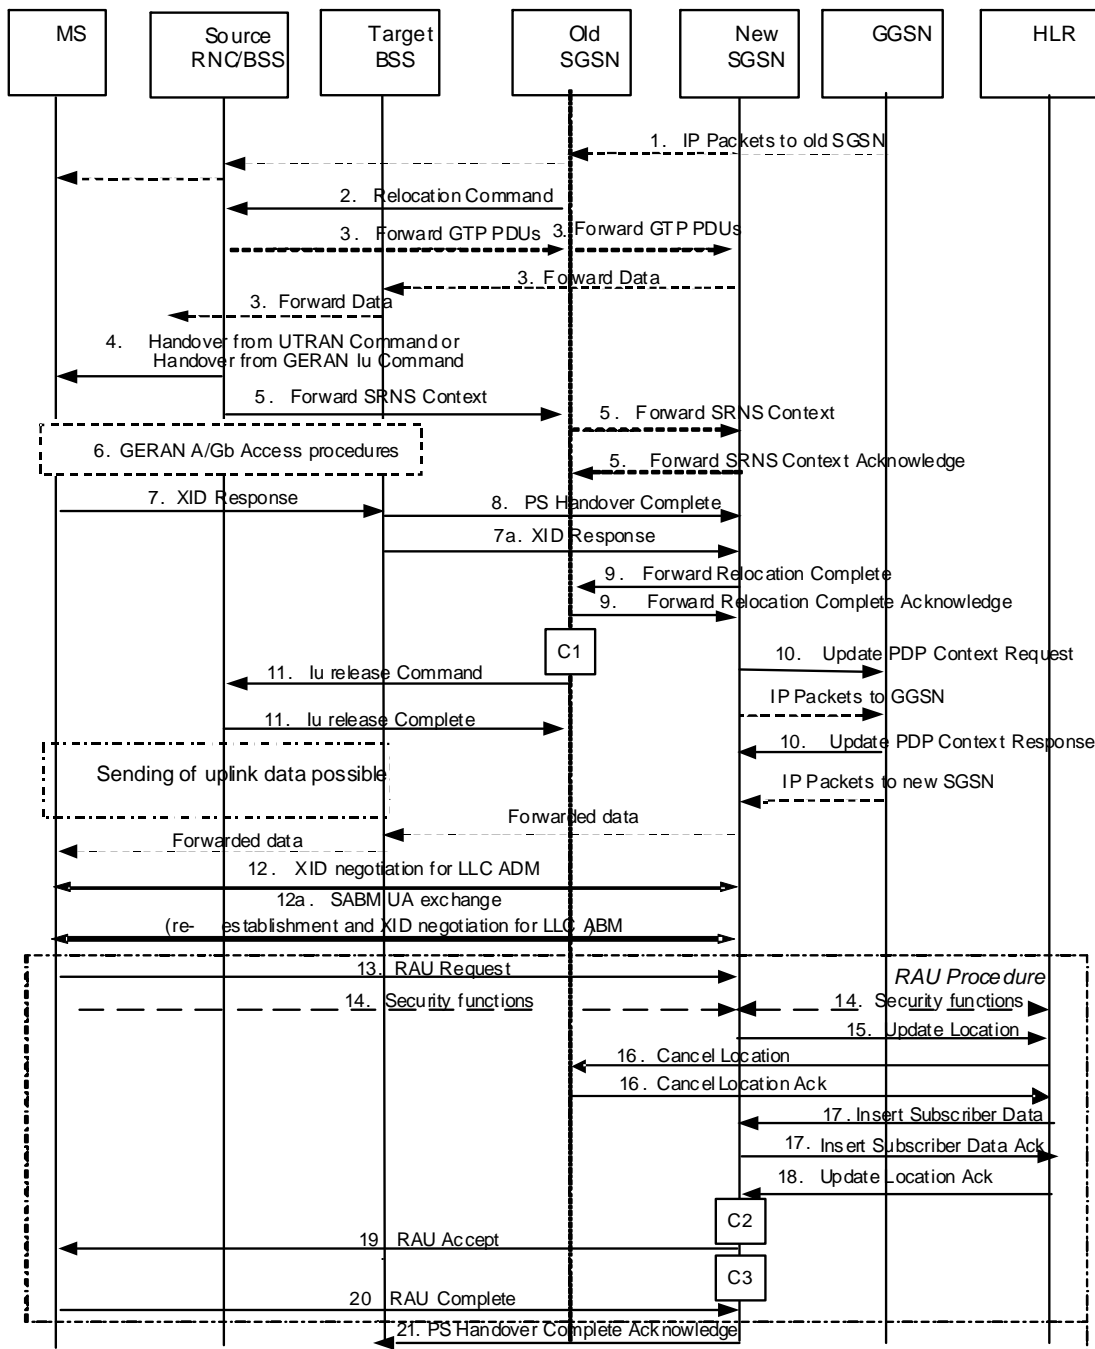 MS
Source
RNC/BSS
Target
BSS
Old
SGSN
New
SGSN
GGSN
HLR
1. IP Packets to old SGSN
2. Relocation Command
3. Forward GTP PDUs
3. Forward GTP PDUs
3. Forward Data
3. Forward Data
4. Handover from UTRAN Command or
Handover from GERAN Iu Command
5. Forward SRNS Context
5. Forward SRNS Context
6. GERAN A/Gb Access procedures
5. Forward SRNS Context Acknowledge
7. XID Response
8. PS Handover Complete
7a. XID Response
9. Forward Relocation Complete
9. Forward Relocation Complete Acknowledge
C1
10. Update PDP Context Request
11. Iu release Command
IP Packets to GGSN
11. Iu release Complete
10. Update PDP Context Response
Sending of uplink data possible
IP Packets to new SGSN
Forwarded data
Forwarded data
12. XID negotiation for LLC ADM
12a. SABM UA exchange
(re- establishment and XID negotiation for LLC ABM)
13. RAU Request
RAU Procedure
14. Security functions
14. Security functions
15. Update Location
16. Cancel Location
16. Cancel Location Ack
17. Insert Subscriber Data
17. Insert Subscriber Data Ack
18. Update Location Ack
C2
19. RAU Accept
C3
20 RAU Complete
21. PS Handover Complete Acknowledge